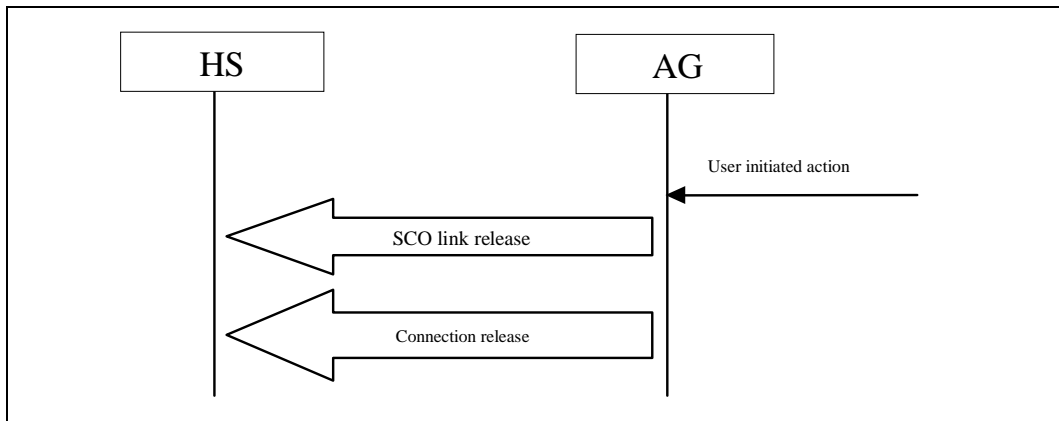 HS
AG
User initiated action
SCO link release
Connection release